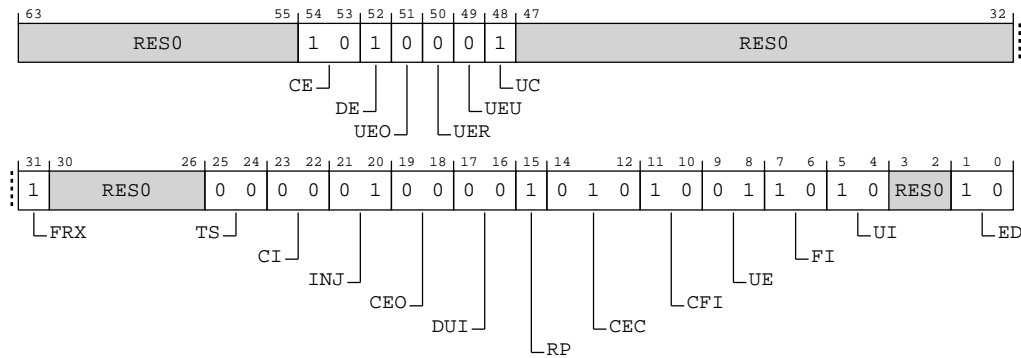 63 55 54 53 52 51 50 49 48 47 32
RES0 1 0 1 0 0 0 1 RES0
CE UC
DE UEU
UEO UER
31 30 26 25 24 23 22 21 20 19 18 17 16 15 14 12 11 10 9 8 7 6 5 4 3 2 1 0
1 RES0 0 0 0 0 0 1 0 0 0 0 1 0 1 0 1 0 0 1 1 0 1 0 RES0 1 0
FRX TS UI ED
CI FI
INJ UE
CEO CFI
DUI CEC
RP